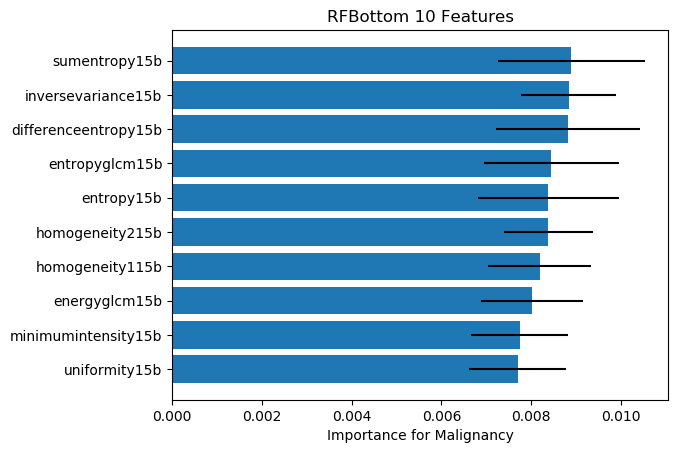 RFBottom 10 Features
sumentropy15b
inversevariance15b
differenceentropy15b
entropyglcm15b
entropy15b
homogeneity215b
homogeneity115b
energyglcm15b
minimumintensity15b
uniformity15b
0.000 0.002 0.004 0.006 0.008 0.010
Importance for Malignancy